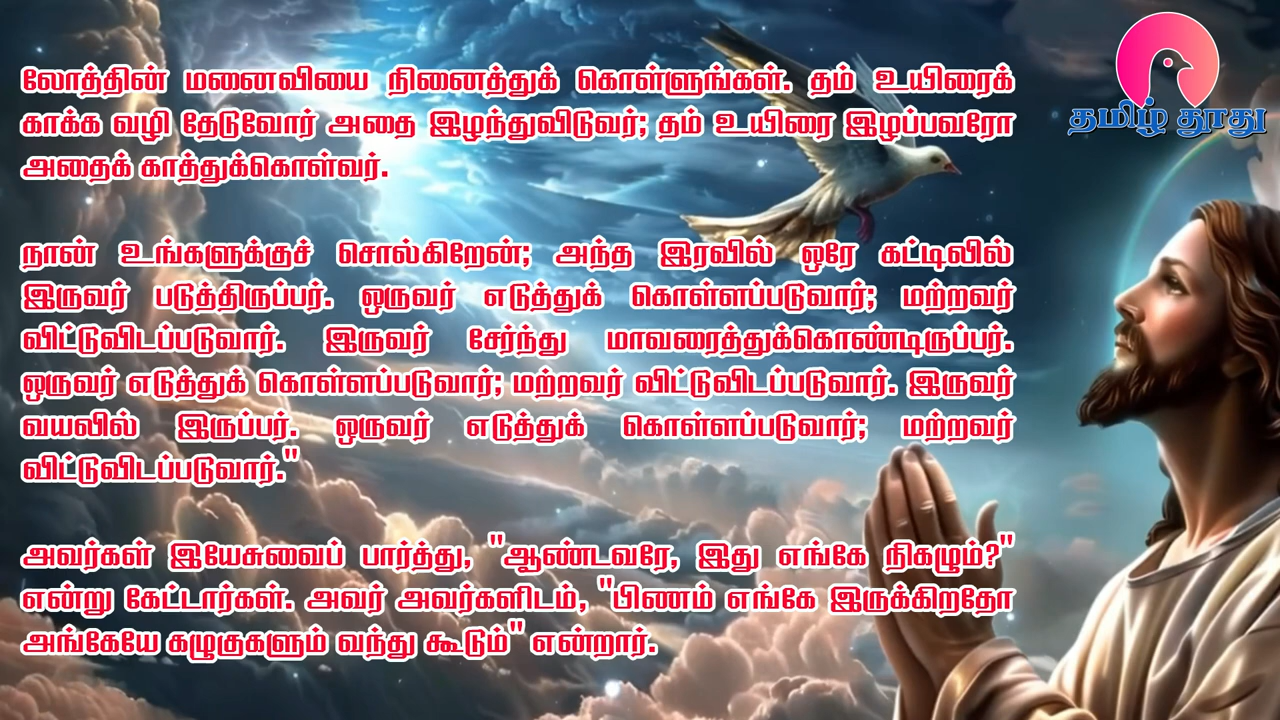 லோத்தின் மனைவியை நினைத்துக் கொள்ளுங்கள். தம் உயிரைக்
காக்க வழி தேடுவோர் அதை இழந்துவிடுவர்; தம் உயிரை இழப்பவரோ
அதைக் காத்துக்கொள்வர்.
நான் உங்களுக்குச் சொல்கிறேன்; அந்த இரவில் ஒரே கட்டிலில்
இருவர் படுத்திருப்பர். ஒருவர் எடுத்துக் கொள்ளப்படுவார்; மற்றவர்
விட்டுவிடப்படுவார். இருவர் சேர்ந்து மாவரைத்துக்கொண்டிருப்பர்.
ஒருவர் எடுத்துக் கொள்ளப்படுவார்; மற்றவர் விட்டுவிடப்படுவார். இருவர்
வயலில் இருப்பர். ஒருவர் எடுத்துக் கொள்ளப்படுவார்; மற்றவர்
விட்டுவிடப்படுவார்."
அவர்கள் இயேசுவைப் பார்த்து, "ஆண்டவரே, இது எங்கே நிகழும்?"
என்று கேட்டார்கள். அவர் அவர்களிடம், "பிணம் எங்கே இருக்கிறதோ
அங்கேயே கழுகுகளும் வந்து கூடும்" என்றார்.
தமிழ் தூது